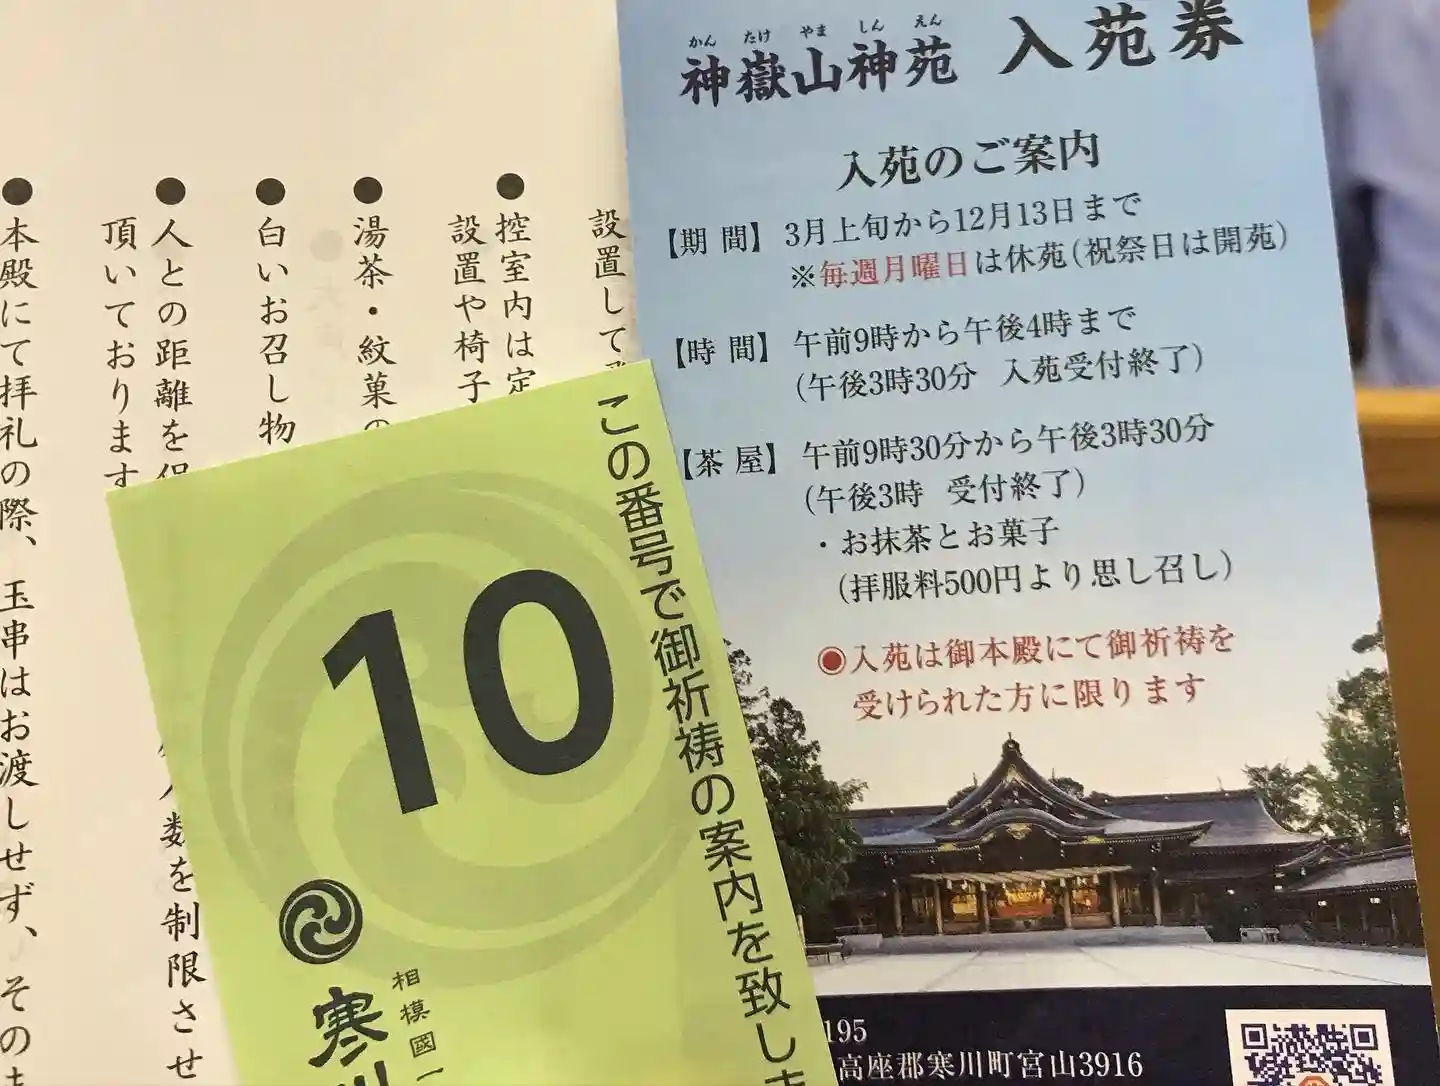 かん たけ やま しん えん
神嶽山神苑 入苑券
入苑のご案内
【期 間】 3月上旬から12月13日まで
※毎週月曜日は休苑(祝祭日は開苑)
【時 間】 午前9時から午後4時まで
(午後3時30分 入苑受付終了)
【茶 屋】 午前9時30分から午後3時30分
(午後3時 受付終了)
・お抹茶とお菓子
(拝服料500円より思し召し)
◉入苑は御本殿にて御祈祷を
受けられた方に限ります
195
高座郡寒川町宮山3916
この番号で御祈祷の案内を致しま
10
相模國一
寒川
設置して
●控室内は定
設置や椅子
●湯茶・紋菓の
●白いお召し物
●人との距離を保
数を制限させ
頂いております
●本殿にて拝礼の際、玉串はお渡しせず、そのま